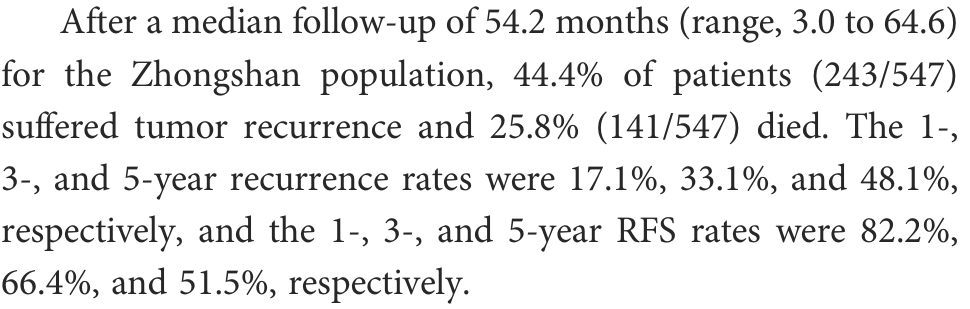 After a median follow-up of 54.2 months (range, 3.0 to 64.6)
for the Zhongshan population, 44.4% of patients (243/547)
suffered tumor recurrence and 25.8% (141/547) died. The 1-,
3-, and 5-year recurrence rates were 17.1%, 33.1%, and 48.1%,
respectively, and the 1-, 3-, and 5-year RFS rates were 82.2%,
66.4%, and 51.5%, respectively.